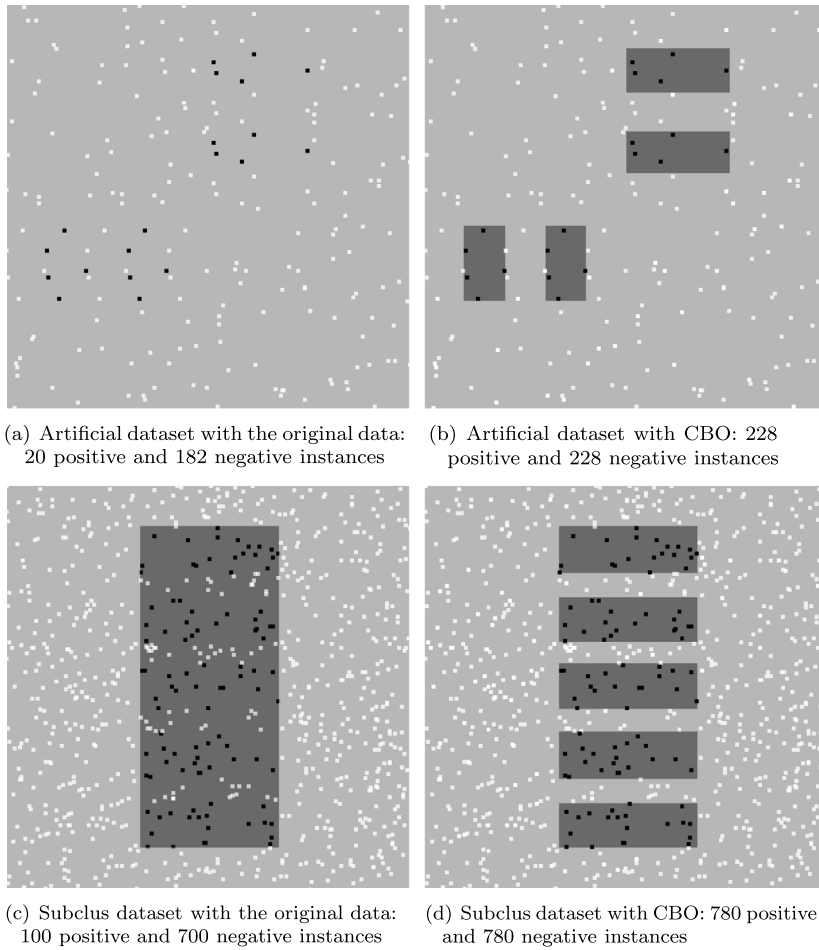 (a) Artificial dataset with the original data:
20 positive and 182 negative instances
(b) Artificial dataset with CBO: 228
positive and 228 negative instances
(c) Subclus dataset with the original data:
100 positive and 700 negative instances
(d) Subclus dataset with CBO: 780 positive
and 780 negative instances